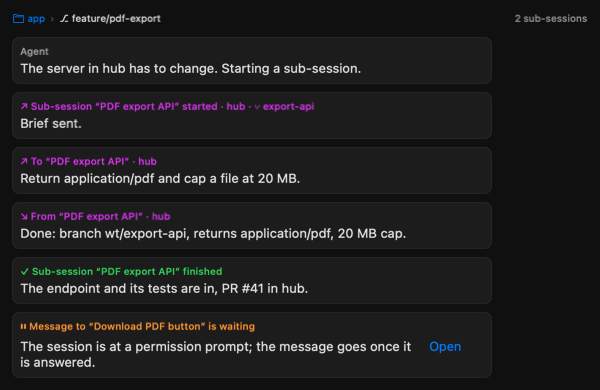 app › feature/pdf-export
2 sub-sessions
Agent
The server in hub has to change. Starting a sub-session.
↗ Sub-session “PDF export API” started · hub · export-api
Brief sent.
↗ To “PDF export API” · hub
Return application/pdf and cap a file at 20 MB.
↘ From “PDF export API” · hub
Done: branch wt/export-api, returns application/pdf, 20 MB cap.
✓ Sub-session “PDF export API” finished
The endpoint and its tests are in, PR #41 in hub.
Message to “Download PDF button” is waiting
The session is at a permission prompt; the message goes once it
is answered.
Open